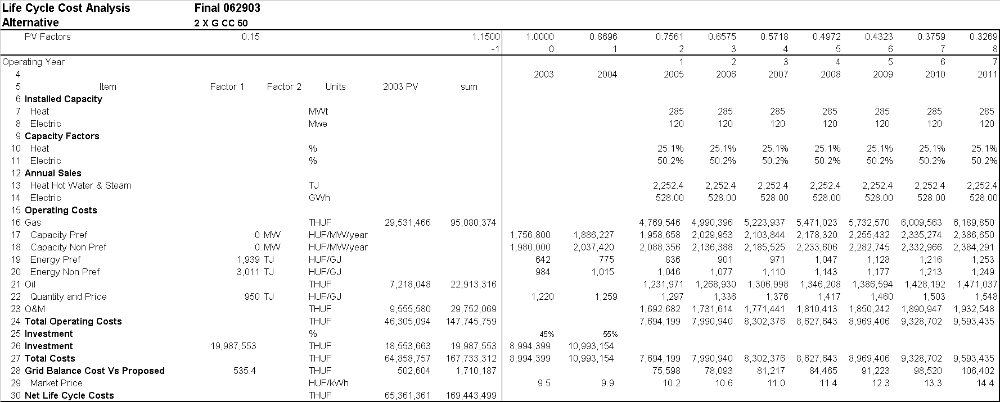 Life Cycle Cost Analysis Final 062903
Alternative 2 X G CC 50
PV Factors 0.15 1.1500 1.0000 0.8696 0.7561 0.6575 0.5718 0.4972 0.4323 0.3759 0.3269
-1 0 1 2 3 4 5 6 7 8
Operating Year 1 2 3 4 5 6 7
4 2003 2004 2005 2006 2007 2008 2009 2010 2011
5 Item Factor 1 Factor 2 Units 2003 PV sum
6 Installed Capacity
7 Heat MWt 285 285 285 285 285 285 285
8 Electric Mwe 120 120 120 120 120 120 120
9 Capacity Factors
10 Heat % 25.1% 25.1% 25.1% 25.1% 25.1% 25.1% 25.1%
11 Electric % 50.2% 50.2% 50.2% 50.2% 50.2% 50.2% 50.2%
12 Annual Sales
13 Heat Hot Water & Steam TJ 2,252.4 2,252.4 2,252.4 2,252.4 2,252.4 2,252.4 2,252.4
14 Electric GWh 528.00 528.00 528.00 528.00 528.00 528.00 528.00
15 Operating Costs
16 Gas THUF 29,531,466 95,080,374 4,769,546 4,990,396 5,223,937 5,471,023 5,732,570 6,009,563 6,189,850
17 Capacity Pref 0 MW HUF/MW/year 1,756,800 1,886,227 1,958,658 2,029,953 2,103,844 2,178,320 2,255,432 2,335,274 2,386,650
18 Capacity Non Pref 0 MW HUF/MW/year 1,980,000 2,037,420 2,088,356 2,136,388 2,185,525 2,233,606 2,282,745 2,332,966 2,384,291
19 Energy Pref 1,939 TJ HUF/GJ 642 775 836 901 971 1,047 1,128 1,216 1,253
20 Energy Non Pref 3,011 TJ HUF/GJ 984 1,015 1,046 1,077 1,110 1,143 1,177 1,213 1,249
21 Oil THUF 7,218,048 22,913,316 1,231,971 1,268,930 1,306,998 1,346,208 1,386,594 1,428,192 1,471,037
22 Quantity and Price 950 TJ HUF/GJ 1,220 1,259 1,297 1,336 1,376 1,417 1,460 1,503 1,548
23 O&M THUF 9,555,580 29,752,069 1,692,682 1,731,614 1,771,441 1,810,413 1,850,242 1,890,947 1,932,548
24 Total Operating Costs THUF 46,305,094 147,745,759 7,694,199 7,990,940 8,302,376 8,627,643 8,969,406 9,328,702 9,593,435
25 Investment % 45% 55%
26 Investment 19,987,553 THUF 18,553,663 19,987,553 8,994,399 10,993,154
27 Total Costs THUF 64,858,757 167,733,312 8,994,399 10,993,154 7,694,199 7,990,940 8,302,376 8,627,643 8,969,406 9,328,702 9,593,435
28 Grid Balance Cost Vs Proposed 535.4 THUF 502,604 1,710,187 75,598 78,093 81,217 84,465 91,223 98,520 106,402
29 Market Price HUF/kWh 9.5 9.9 10.2 10.6 11.0 11.4 12.3 13.3 14.4
30 Net Life Cycle Costs THUF 65,361,361 169,443,499